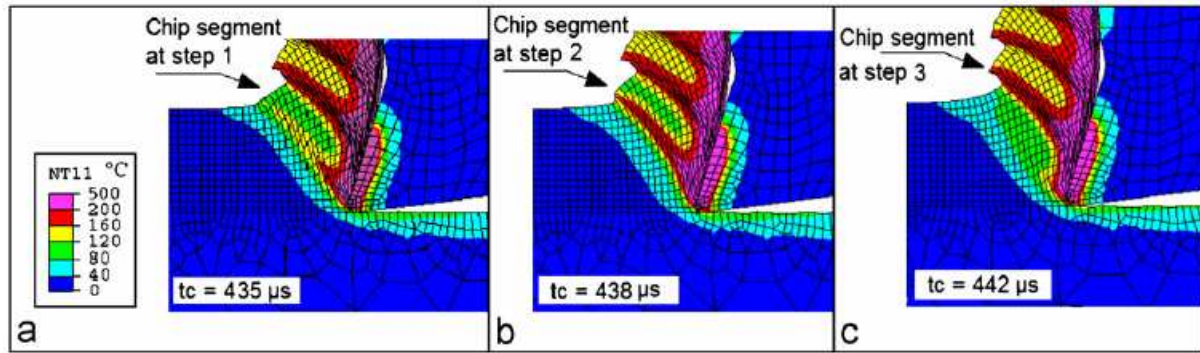 Chip segment
at step 1
NT11 °C
500
200
160
120
80
40
0
tc = 435 µs
a
Chip segment
at step 2
tc = 438 µs
b
Chip segment
at step 3
tc = 442 µs
c